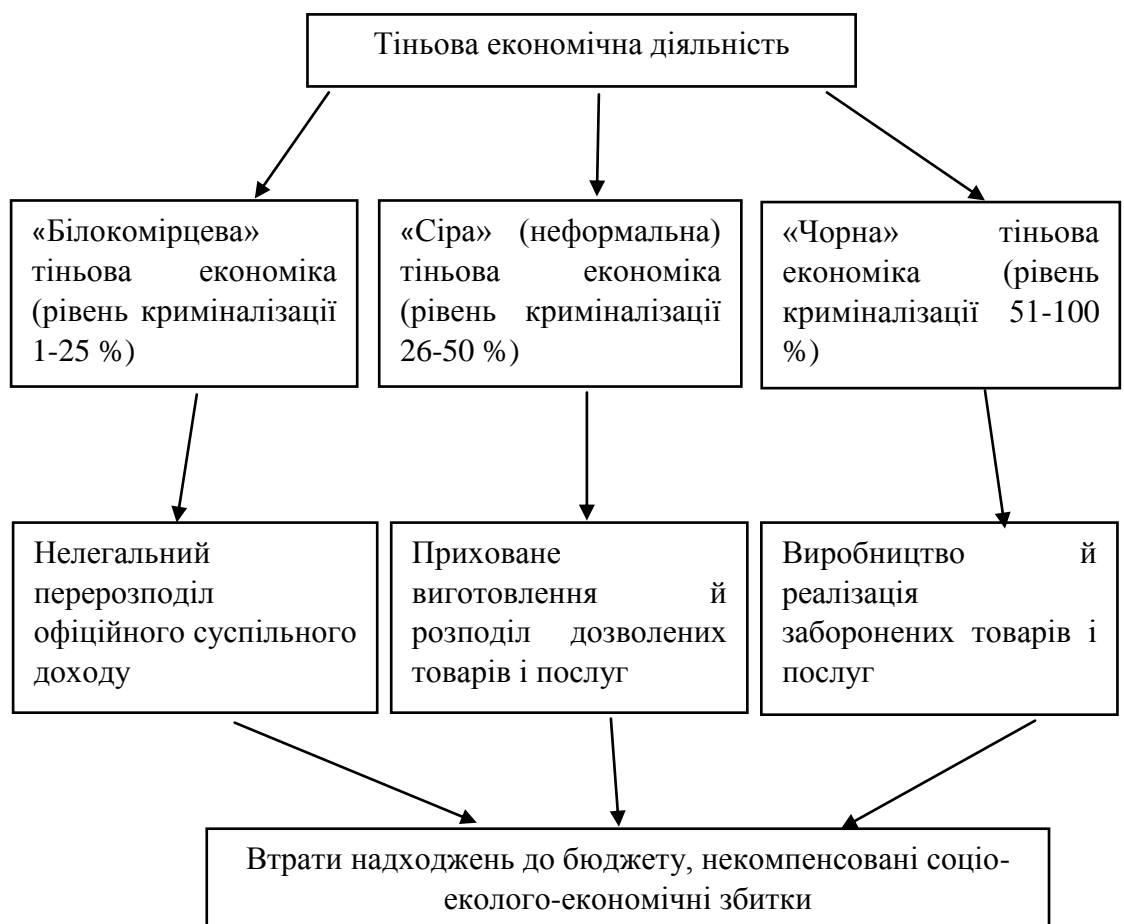 Тіньова економічна діяльність
«Білокомірцева»
тіньова економіка
(рівень криміналізації
1-25 %)
«Сіра» (неформальна)
тіньова економіка
(рівень криміналізації
26-50 %)
«Чорна» тіньова
економіка (рівень
криміналізації 51-100
%)
Нелегальний
перерозподіл
офіційного суспільного
доходу
Приховане
виготовлення й
розподіл дозволених
товарів і послуг
Виробництво й
реалізація
заборонених товарів і
послуг
Втрати надходжень до бюджету, некомпенсовані соціо-
еколого-економічні збитки